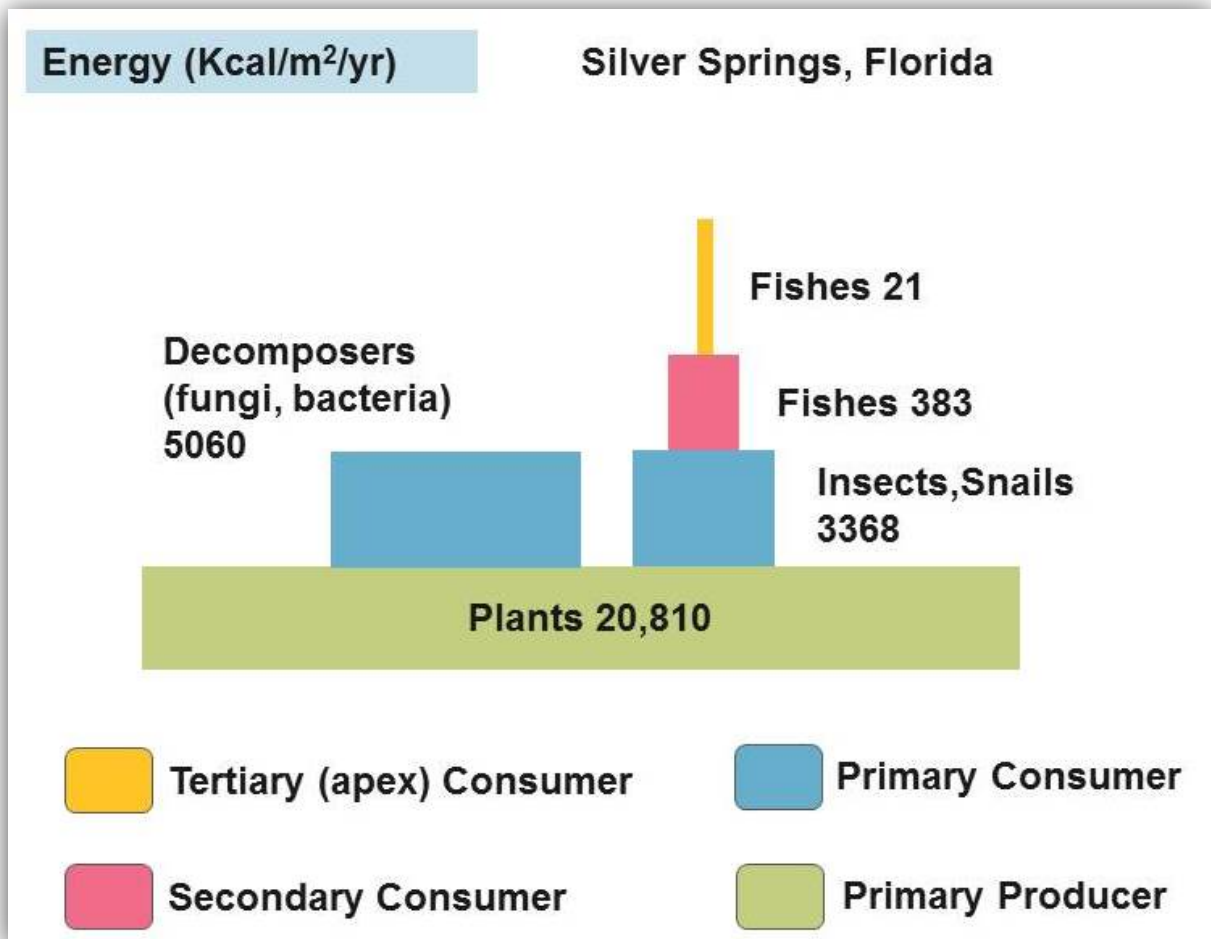 Energy (Kcal/m²/yr)
Silver Springs, Florida
Fishes 21
Decomposers
(fungi, bacteria)
5060
Fishes 383
Insects,Snails
3368
Plants 20,810
Tertiary (apex) Consumer
Primary Consumer
Secondary Consumer
Primary Producer